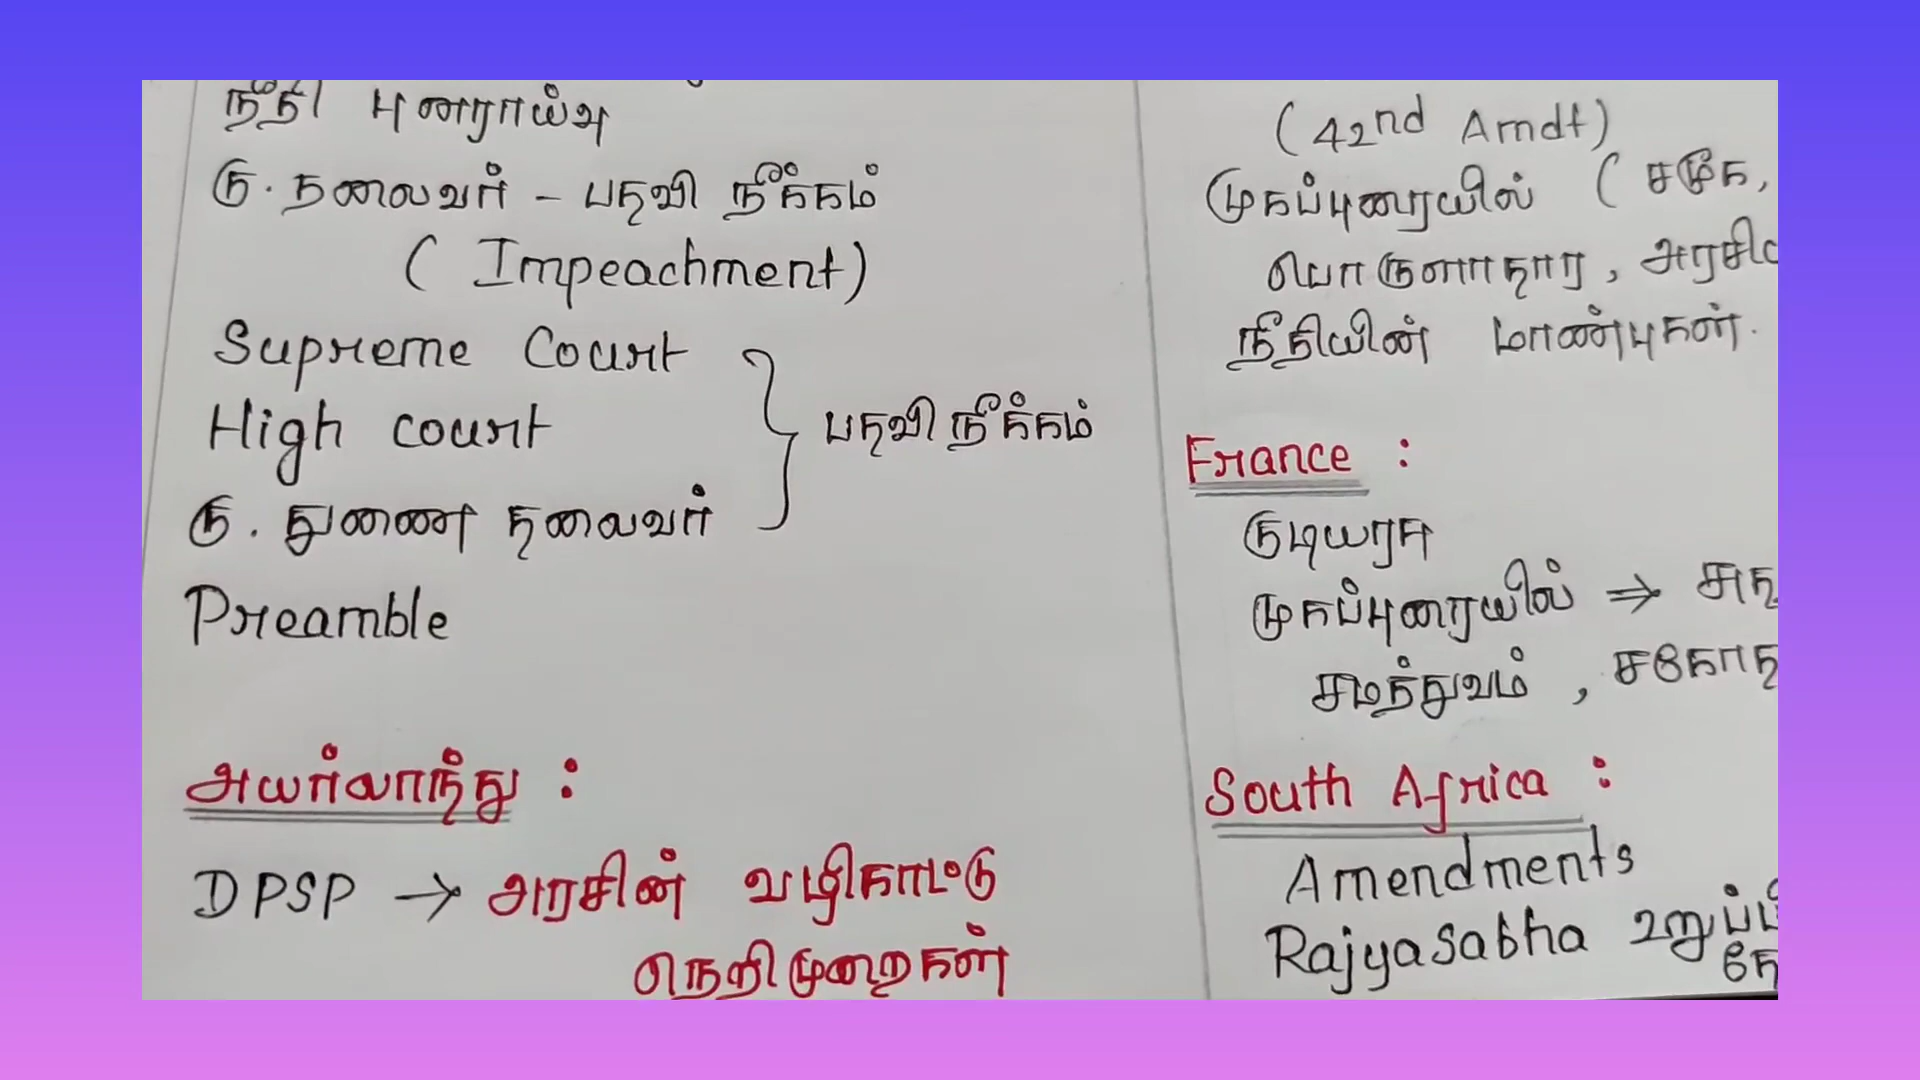 நீதி புனராய்வு
கு. தலைவர் - பதவி நீக்கம்
( Impeachment)
Supreme Court
High court
கு. துணை தலைவர்
} பதவி நீக்கம்
Preamble
அயர்லாந்து :
DPSP → அரசின் வழிகாட்டு
நெறிமுறைகள்
(42nd Amdt)
முகப்புரையில் ( சமூக,
பொருளாதார,
நீதியின் மாண்புகள்.
France :
குடியரசு
முகப்புரையில் ⇒
சமத்துவம் ,
South Africa :
Amendments
Rajyasabha